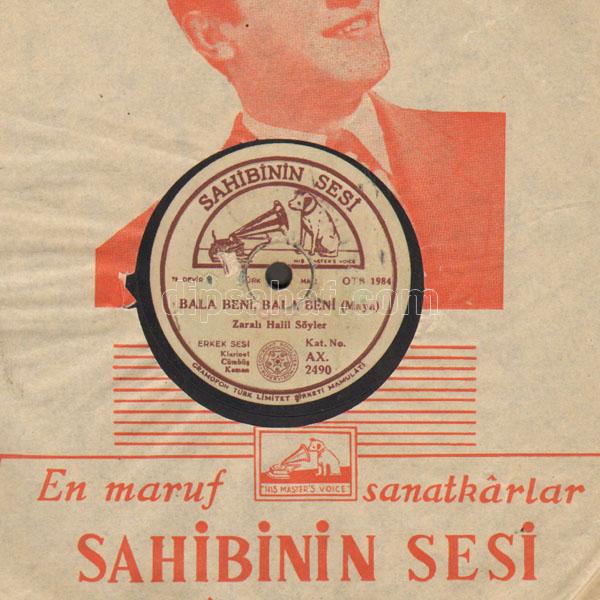 SAHİBİNİN SESİ
HIS MASTER'S VOICE
OTB 1984
BALA BENİ, BALA BENİ (Maya)
Zaralı Halil Söyler
ERKEK SESİ
Klarinet
Cümbüş
Keman
Kat. No.
AX.
2490
GRAMOFON TÜRK LİMİTET ŞİRKETİ MAMULÂTI
En maruf sanatkârlar
"HIS MASTER'S VOICE"
SAHİBİNİN SESİ